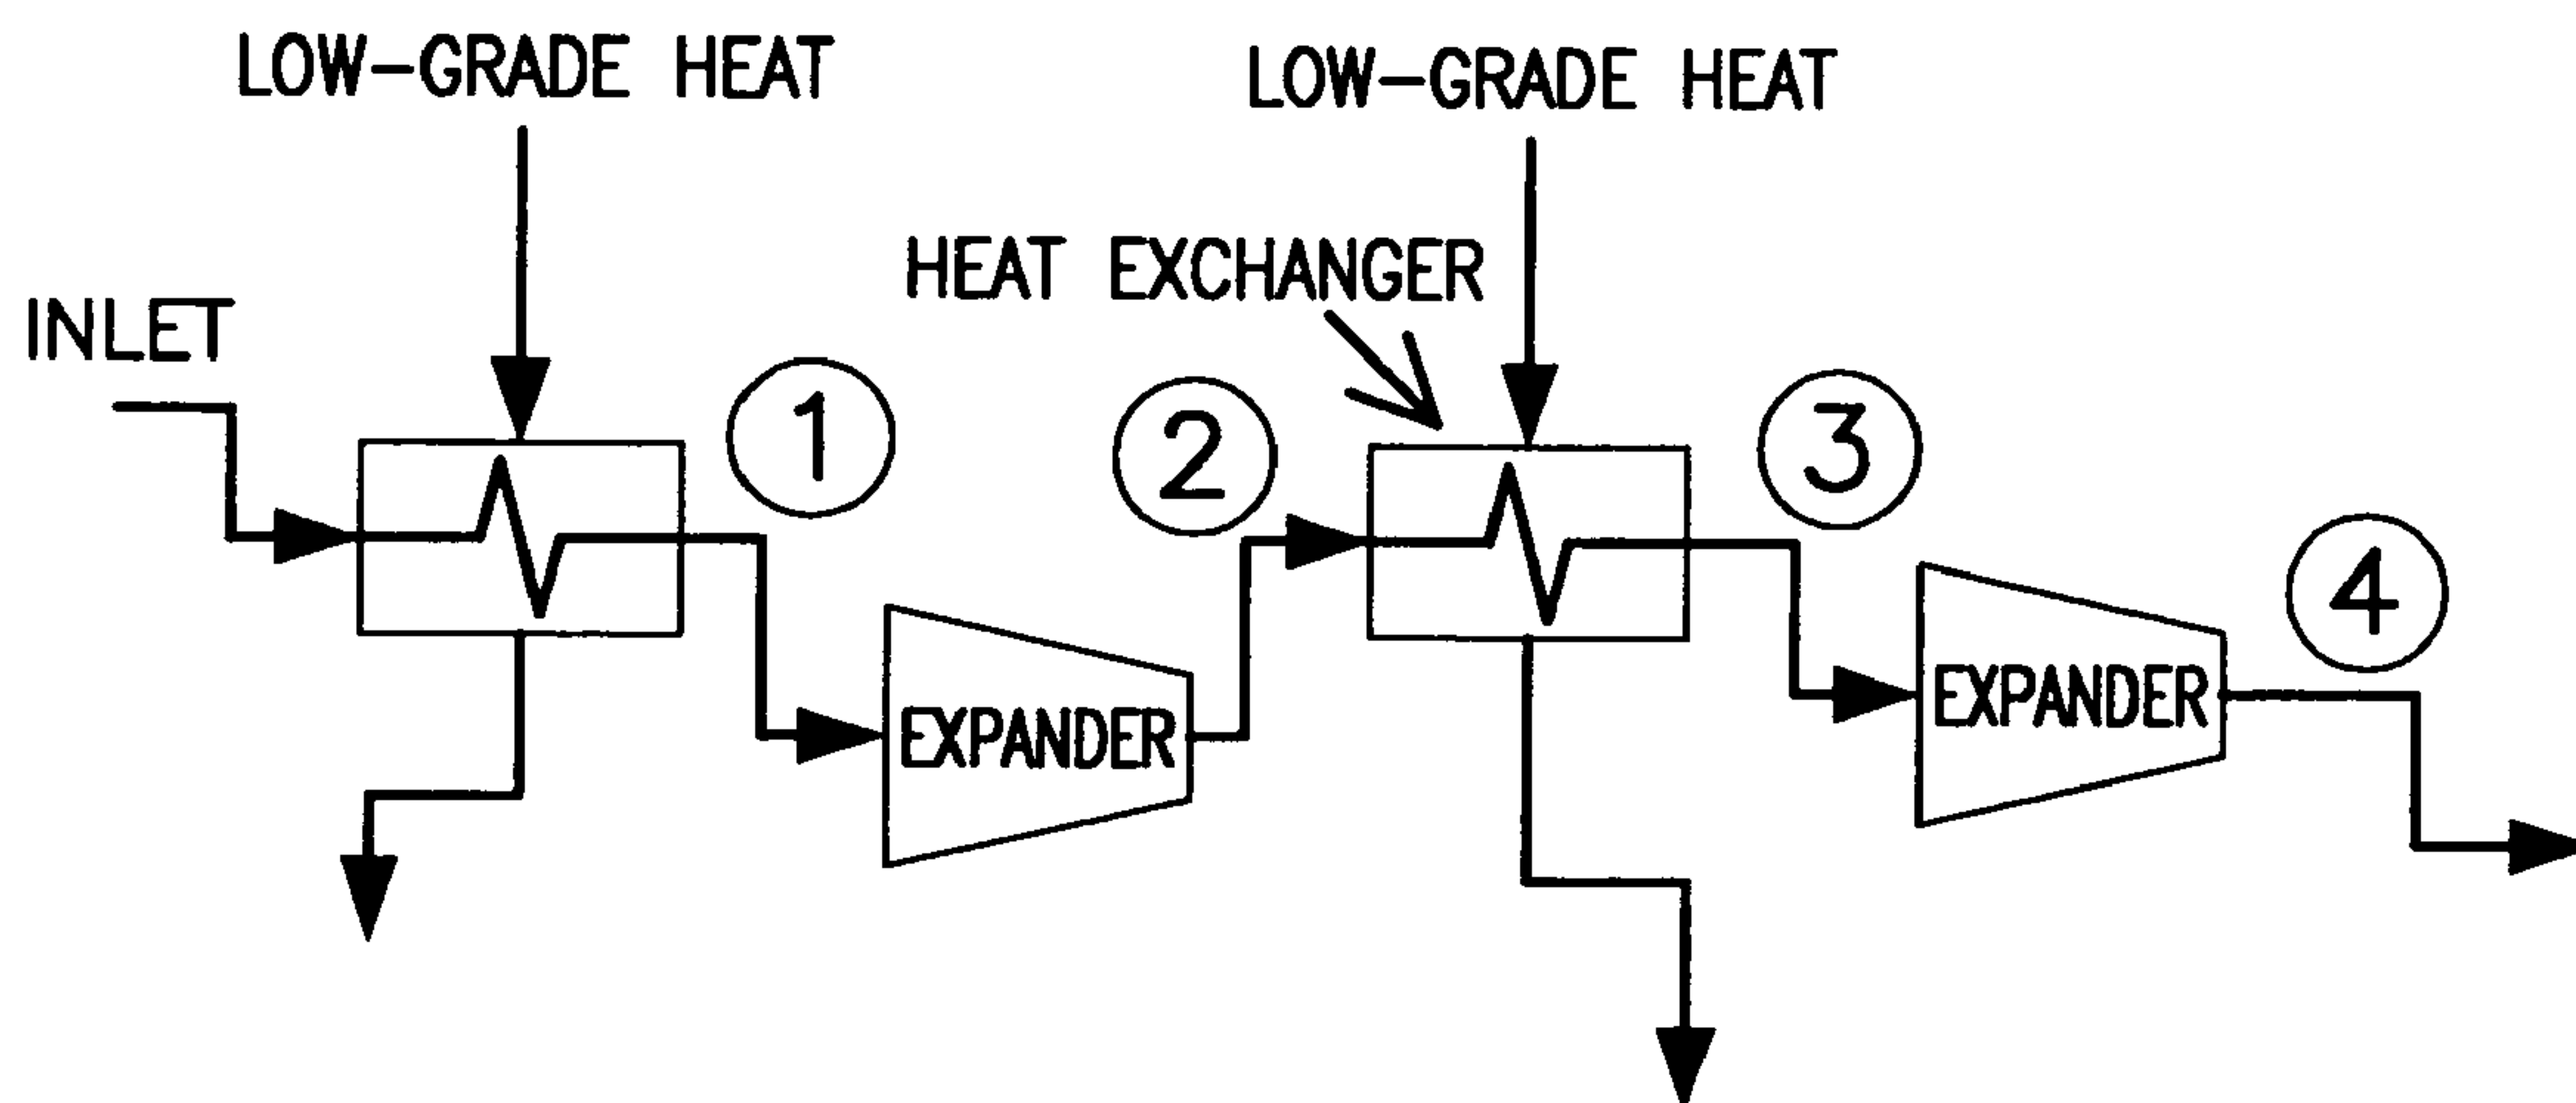 LOW-GRADE HEAT
LOW-GRADE HEAT
HEAT EXCHANGER
INLET
1
2
3
4
EXPANDER
EXPANDER